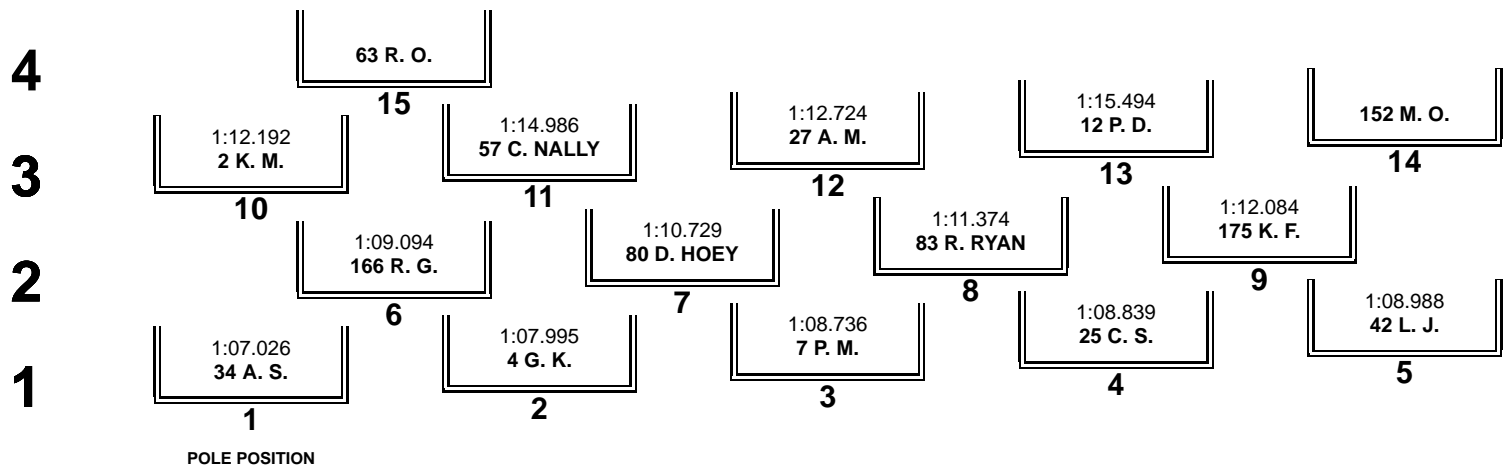 4
63 R. O.
15
3
1:12.192
2 K. M.
10
1:14.986
57 C. NALLY
11
1:12.724
27 A. M.
12
1:15.494
12 P. D.
13
152 M. O.
14
2
1:09.094
166 R. G.
6
1:10.729
80 D. HOEY
7
1:11.374
83 R. RYAN
8
1:12.084
175 K. F.
9
1
1:07.026
34 A. S.
1
1:07.995
4 G. K.
2
1:08.736
7 P. M.
3
1:08.839
25 C. S.
4
1:08.988
42 L. J.
5
POLE POSITION